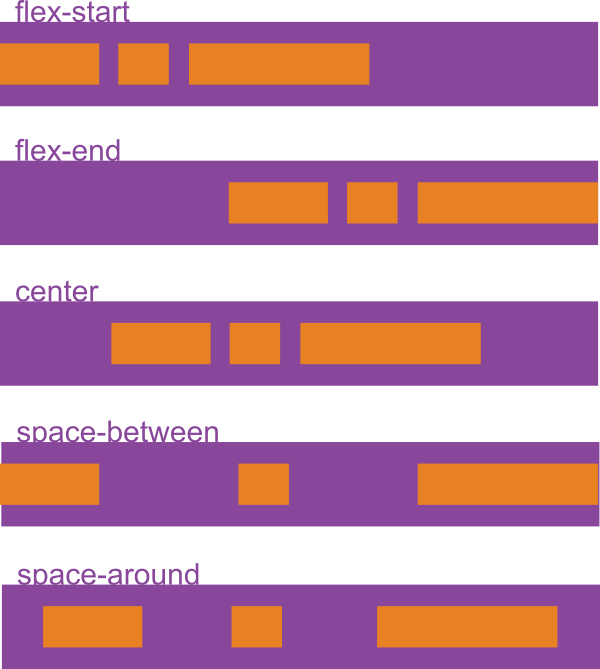 flex-start
flex-end
center
space-between
space-around